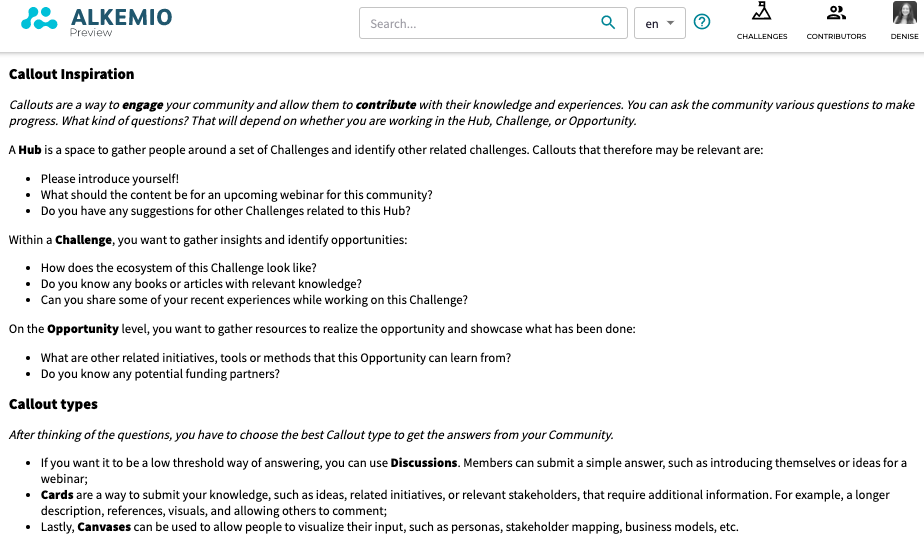 ALKEMIO
Preview
Search...
en
?
CHALLENGES
CONTRIBUTORS
DENISE
Callout Inspiration
Callouts are a way to engage your community and allow them to contribute with their knowledge and experiences. You can ask the community various questions to make
progress. What kind of questions? That will depend on whether you are working in the Hub, Challenge, or Opportunity.
A Hub is a space to gather people around a set of Challenges and identify other related challenges. Callouts that therefore may be relevant are:
• Please introduce yourself!
• What should the content be for an upcoming webinar for this community?
• Do you have any suggestions for other Challenges related to this Hub?
Within a Challenge, you want to gather insights and identify opportunities:
• How does the ecosystem of this Challenge look like?
• Do you know any books or articles with relevant knowledge?
• Can you share some of your recent experiences while working on this Challenge?
On the Opportunity level, you want to gather resources to realize the opportunity and showcase what has been done:
• What are other related initiatives, tools or methods that this Opportunity can learn from?
• Do you know any potential funding partners?
Callout types
After thinking of the questions, you have to choose the best Callout type to get the answers from your Community.
• If you want it to be a low threshold way of answering, you can use Discussions. Members can submit a simple answer, such as introducing themselves or ideas for a
webinar;
• Cards are a way to submit your knowledge, such as ideas, related initiatives, or relevant stakeholders, that require additional information. For example, a longer
description, references, visuals, and allowing others to comment;
• Lastly, Canvases can be used to allow people to visualize their input, such as personas, stakeholder mapping, business models, etc.